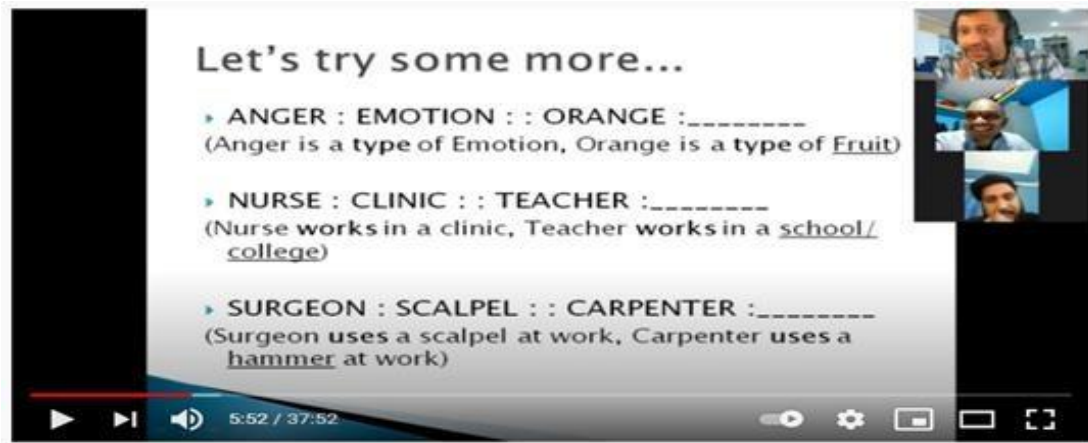 Let's try some more...
ANGER : EMOTION : : ORANGE :________
(Anger is a type of Emotion, Orange is a type of Fruit)
NURSE : CLINIC : : TEACHER :________
(Nurse works in a clinic, Teacher works in a school/
college)
SURGEON : SCALPEL : : CARPENTER :________
(Surgeon uses a scalpel at work, Carpenter uses a
hammer at work)
5:52 / 37:52